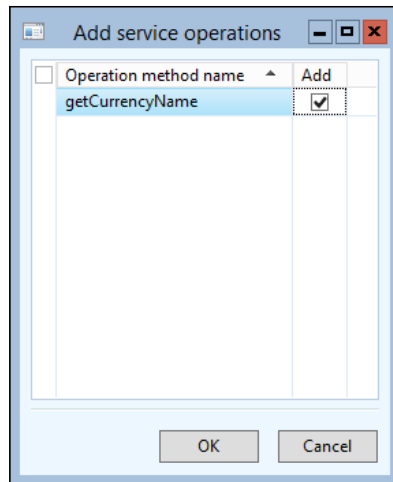 Add service operations
Operation method name Add
getCurrencyName
OK Cancel